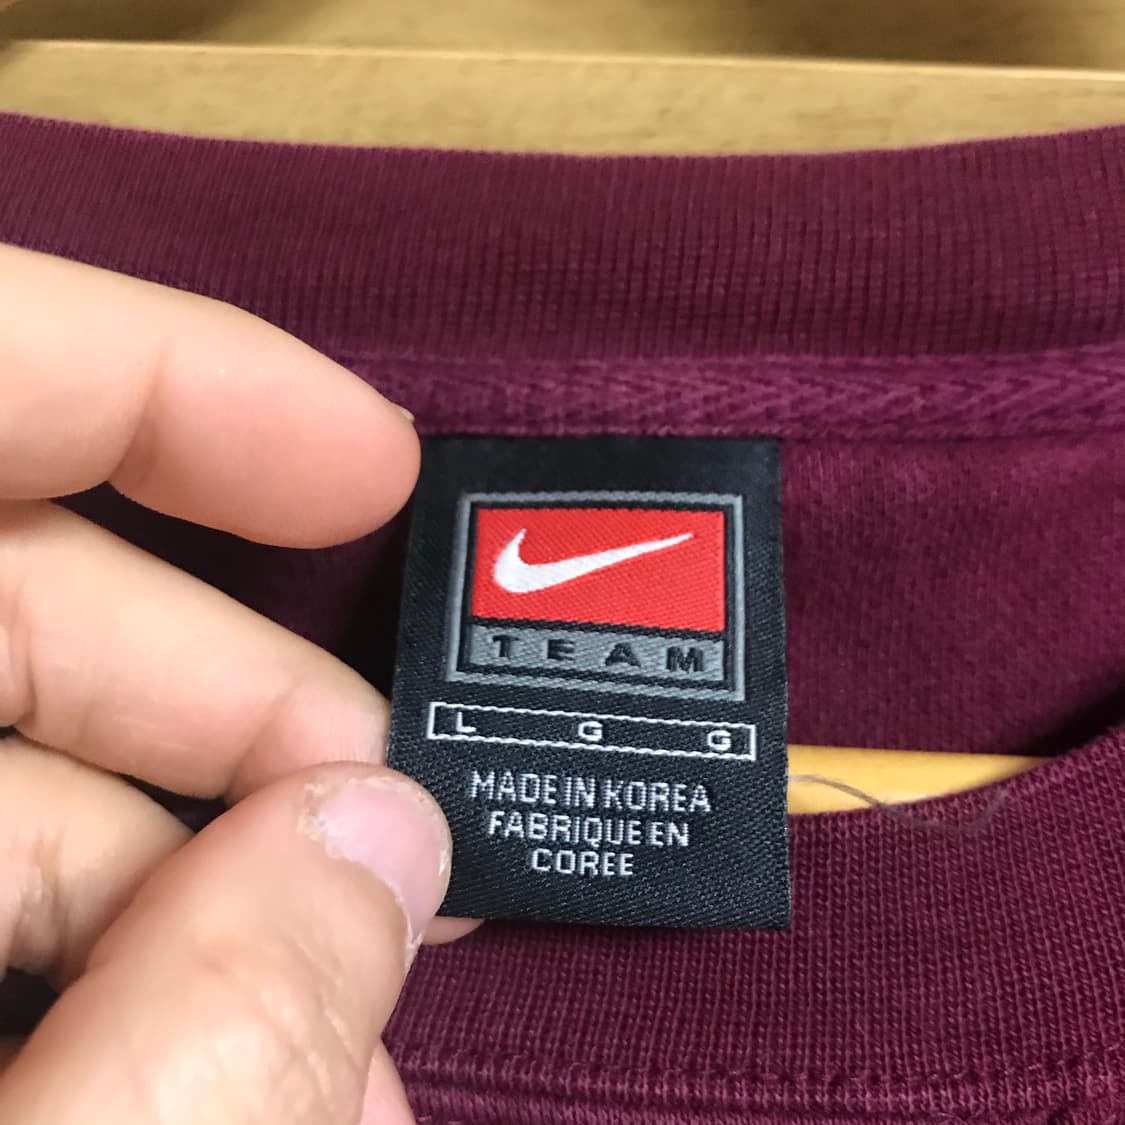 TEAM
L G G
MADE IN KOREA
FABRIQUE EN
COREE